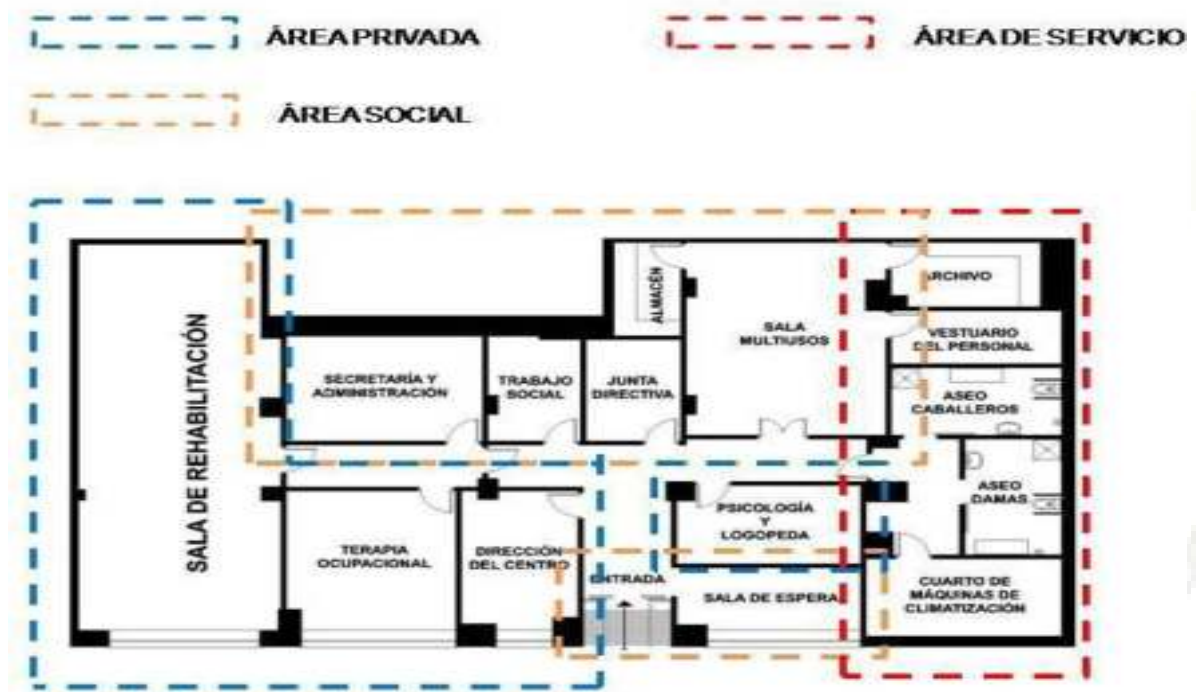 ÁREA PRIVADA
ÁREA DE SERVICIO
ÁREA SOCIAL
SALA DE REHABILITACIÓN
SECRETARÍA Y
ADMINISTRACIÓN
TRABAJO
SOCIAL
JUNTA
DIRECTIVA
ALMACÉN
SALA
MULTIUSOS
ARCHIVO
VESTUARIO
DEL PERSONAL
ASEO
CABALLEROS
ASEO
DAMAS
PSICOLOGÍA
Y
LOGOPEDA
TERAPIA
OCUPACIONAL
DIRECCIÓN
DEL CENTRO
ENTRADA
SALA DE ESPERA
CUARTO DE
MÁQUINAS DE
CLIMATIZACIÓN